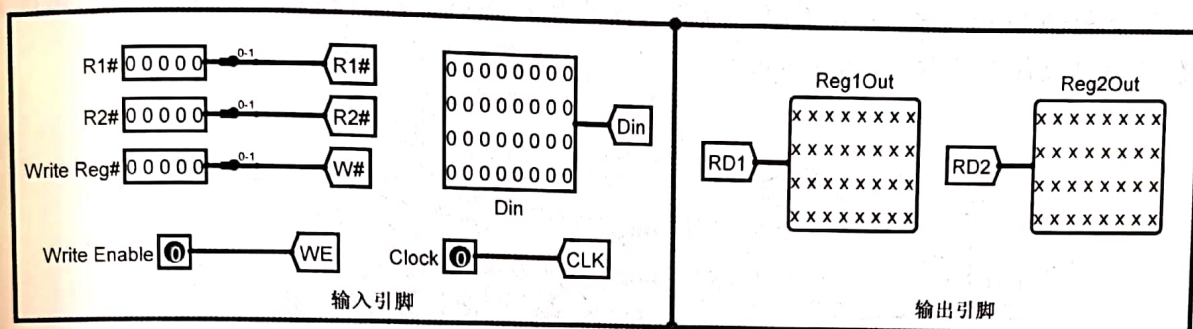 R1# 0 0 0 0 0 0-1 R1#
R2# 0 0 0 0 0 0-1 R2#
Write Reg# 0 0 0 0 0 0-1 W#
Write Enable 0 WE
0 0 0 0 0 0 0 0
0 0 0 0 0 0 0 0
0 0 0 0 0 0 0 0
0 0 0 0 0 0 0 0
Din
Din
Clock 0 CLK
输入引脚
Reg1Out
RD1
x x x x x x x x
x x x x x x x x
x x x x x x x x
x x x x x x x x
Reg2Out
RD2
x x x x x x x x
x x x x x x x x
x x x x x x x x
x x x x x x x x
输出引脚